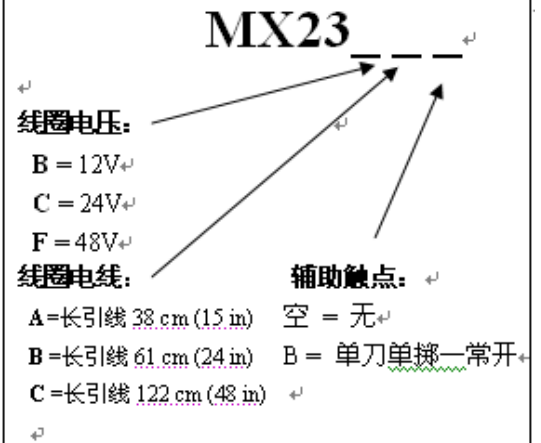 MX23_ _ _
线圈电压：
B = 12V
C = 24V
F = 48V
线圈电线：
A =长引线 38 cm (15 in)
B =长引线 61 cm (24 in)
C =长引线 122 cm (48 in)
辅助触点：
空 = 无
B = 单刀单掷一常开